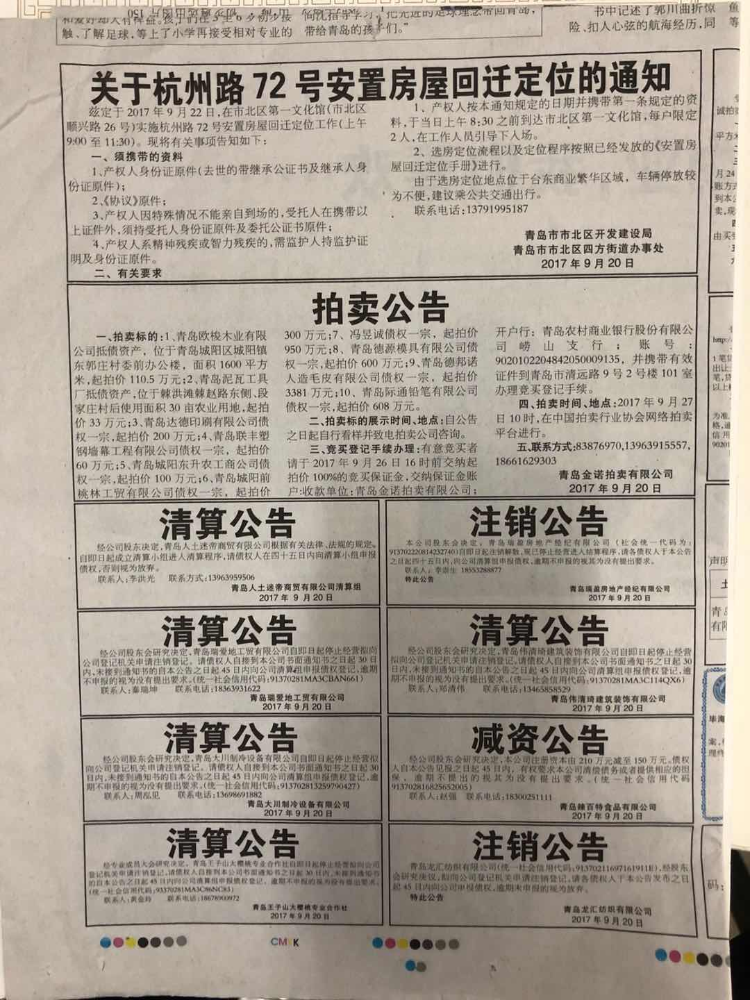 触、了解足球,等上了小学再接受相对专业的
带给青岛的孩子们。”
书中记述了郭川曲折惊
险、扣人心弦的航海经历,同
关于杭州路72号安置房屋回迁定位的通知
兹定于2017年9月22日,在市北区第一文化馆(市北区
顺兴路26号)实施杭州路72号安置房屋回迁定位工作(上午
9:00至11:30)。现将有关事项告知如下:
一、须携带的资料
1、产权人身份证原件(去世的带继承公证书及继承人身
份证原件);
2、《协议》原件;
3、产权人因特殊情况不能亲自到场的,受托人在携带以
上证件外,须持受托人身份证原件及委托公证书原件;
4、产权人系精神残疾或智力残疾的,需监护人持监护证
明及身份证原件。
二、有关要求
1、产权人按本通知规定的日期并携带第一条规定的资
料,于当日上午8:30之前到达市北区第一文化馆,每户限定
2人,在工作人员引导下入场。
2、选房定位流程以及定位程序按照已经发放的《安置房
屋回迁定位手册》进行。
由于选房定位地点位于台东商业繁华区域,车辆停放较
为不便,建议乘公共交通出行。
联系电话:13791995187
青岛市市北区开发建设局
青岛市市北区四方街道办事处
2017年9月20日
拍卖公告
一、拍卖标的:1、青岛欧梭木业有限
公司抵债资产,位于青岛城阳区城阳镇
东郭庄村委前办公楼,面积1600平方
米,起拍价110.5万元;2、青岛泥瓦工具
厂抵债资产,位于棘洪滩棘赵路东侧、段
家庄村后使用面积30亩农业用地,起拍
价33万元;3、青岛达德印刷有限公司债
权一宗,起拍价200万元;4、青岛联丰塑
钢墙幕工程有限公司债权一宗,起拍价
60万元;5、青岛城阳东升农工商公司债
权一宗,起拍价100万元;6、青岛城阳前
桃林工贸有限公司债权一宗,起拍价
300万元;7、冯昱诚债权一宗,起拍价
950万元;8、青岛德源模具有限公司债
权一宗,起拍价600万元;9、青岛德邦诺
人造毛皮有限公司债权一宗,起拍价
3381万元;10、青岛际通铅笔有限公司
债权一宗,起拍价608万元。
二、拍卖标的展示时间、地点:自公告
之日起自行看样并致电拍卖公司咨询。
三、竞买登记手续办理:有意竞买者
请于2017年9月26日16时前交纳起
拍价100%的竞买保证金,交纳保证金账
户:收款单位:青岛金诺拍卖有限公司;
开户行:青岛农村商业银行股份有限公
司崂山支行;账号:
9020102204842050009135,并携带有效
证件到青岛市清远路9号2号楼101室
办理竞买登记手续。
四、拍卖时间、地点:2017年9月27
日10时,在中国拍卖行业协会网络拍卖
平台进行。
五、联系方式:83876970,13963915557,
18661629303
青岛金诺拍卖有限公司
2017年9月20日
清算公告
经公司股东决定,青岛人土迷帝商贸有限公司根据有关法律、法规的规定,
自即日起成立清算小组进入清算程序,请债权人在四十五日内向清算小组申报
债权,否则视为放弃。
联系人:李洪光 联系方式:13963959506
青岛人土迷帝商贸有限公司清算组
2017年9月20日
注销公告
本公司股东会决定,青岛瑞盈房地产经纪有限公司(社会统一代码为:
913702220814232740)自即日起注销解散,现已停止经营进入结算程序,请各债权人于本公告
之日起四十五日内,向公司清算组申报债权,逾期不申报的视其为没有提出要求。
联系人:李崇生 18553288877
特此公告
青岛瑞盈房地产经纪有限公司
2017年9月20日
清算公告
经公司股东会研究决定,青岛瑞爱地工贸有限公司自即日起停止经营拟向
公司登记机关申请注销登记。请债权人自接到本公司书面通知书之日起30日
内,未接到通知书的自本公告之日起45日内向公司清算组申报债权登记,逾期
不申报的视为没有提出要求。(统一社会信用代码:91370281MA3CBAN661)
联系人:秦瑞坤 联系电话:18363931622
青岛瑞爱地工贸有限公司
2017年9月20日
清算公告
经公司股东会研究决定,青岛伟清琦建筑装饰有限公司自即日起停止经营
拟向公司登记机关申请注销登记。请债权人自接到本公司书面通知书之日起30
日内,未接到通知书的自本公告之日起45日内向公司清算组申报债权登记,逾
期不申报的视为没有提出要求。(统一社会信用代码:91370281MA3C114QX6)
联系人:郑清伟 联系电话:13465858529
青岛伟清琦建筑装饰有限公司
2017年9月20日
清算公告
经公司股东会研究决定,青岛大川制冷设备有限公司自即日起停止经营拟
向公司登记机关申请注销登记。请债权人自接到本公司书面通知书之日起30
日内,未接到通知书的自本公告之日起45日内向公司清算组申报债权登记,逾
期不申报的视为没有提出要求。(统一社会信用代码:913702813259790427)
联系人:周泓见 联系电话:13698691882
青岛大川制冷设备有限公司
2017年9月20日
减资公告
经公司股东会研究决定,本公司注册资本由210万元减至150万元。债权
人自本公告见报之日起45日内,有权要求本公司清偿债务或者提供相应的担
保,逾期不提出的视其为没有提出要求。(统一社会信用代码
913702816825652005)
联系人:赵强 联系电话:18300251111
青岛辣百特食品有限公司
2017年9月20日
清算公告
经专业成员大会研究决定,青岛王子山大樱桃专业合作社自即日起停止经营拟向公司
登记机关申请注销登记,请债权人自接到本公司书面通知书之日起30日内,未接到通知书
的自本公告之日起45日内向公司清算组申报债权登记,逾期不申报的视为没有提出要求。
(统一社会信用代码:93370281MA3C86NC83)
联系人:黄金玲 联系电话:18678900972
青岛王子山大樱桃专业合作社
2017年9月20日
注销公告
青岛龙汇纺织有限公司(统一社会信用代码:91370211697161911E),经股东
会研究决议,拟向公司登记机关申请注销登记,请各债权人于本公告发布之日
起45日内向公司申报债权,逾期未申报的视为放弃。
特此公告
青岛龙汇纺织有限公司
2017年9月20日
CMYK